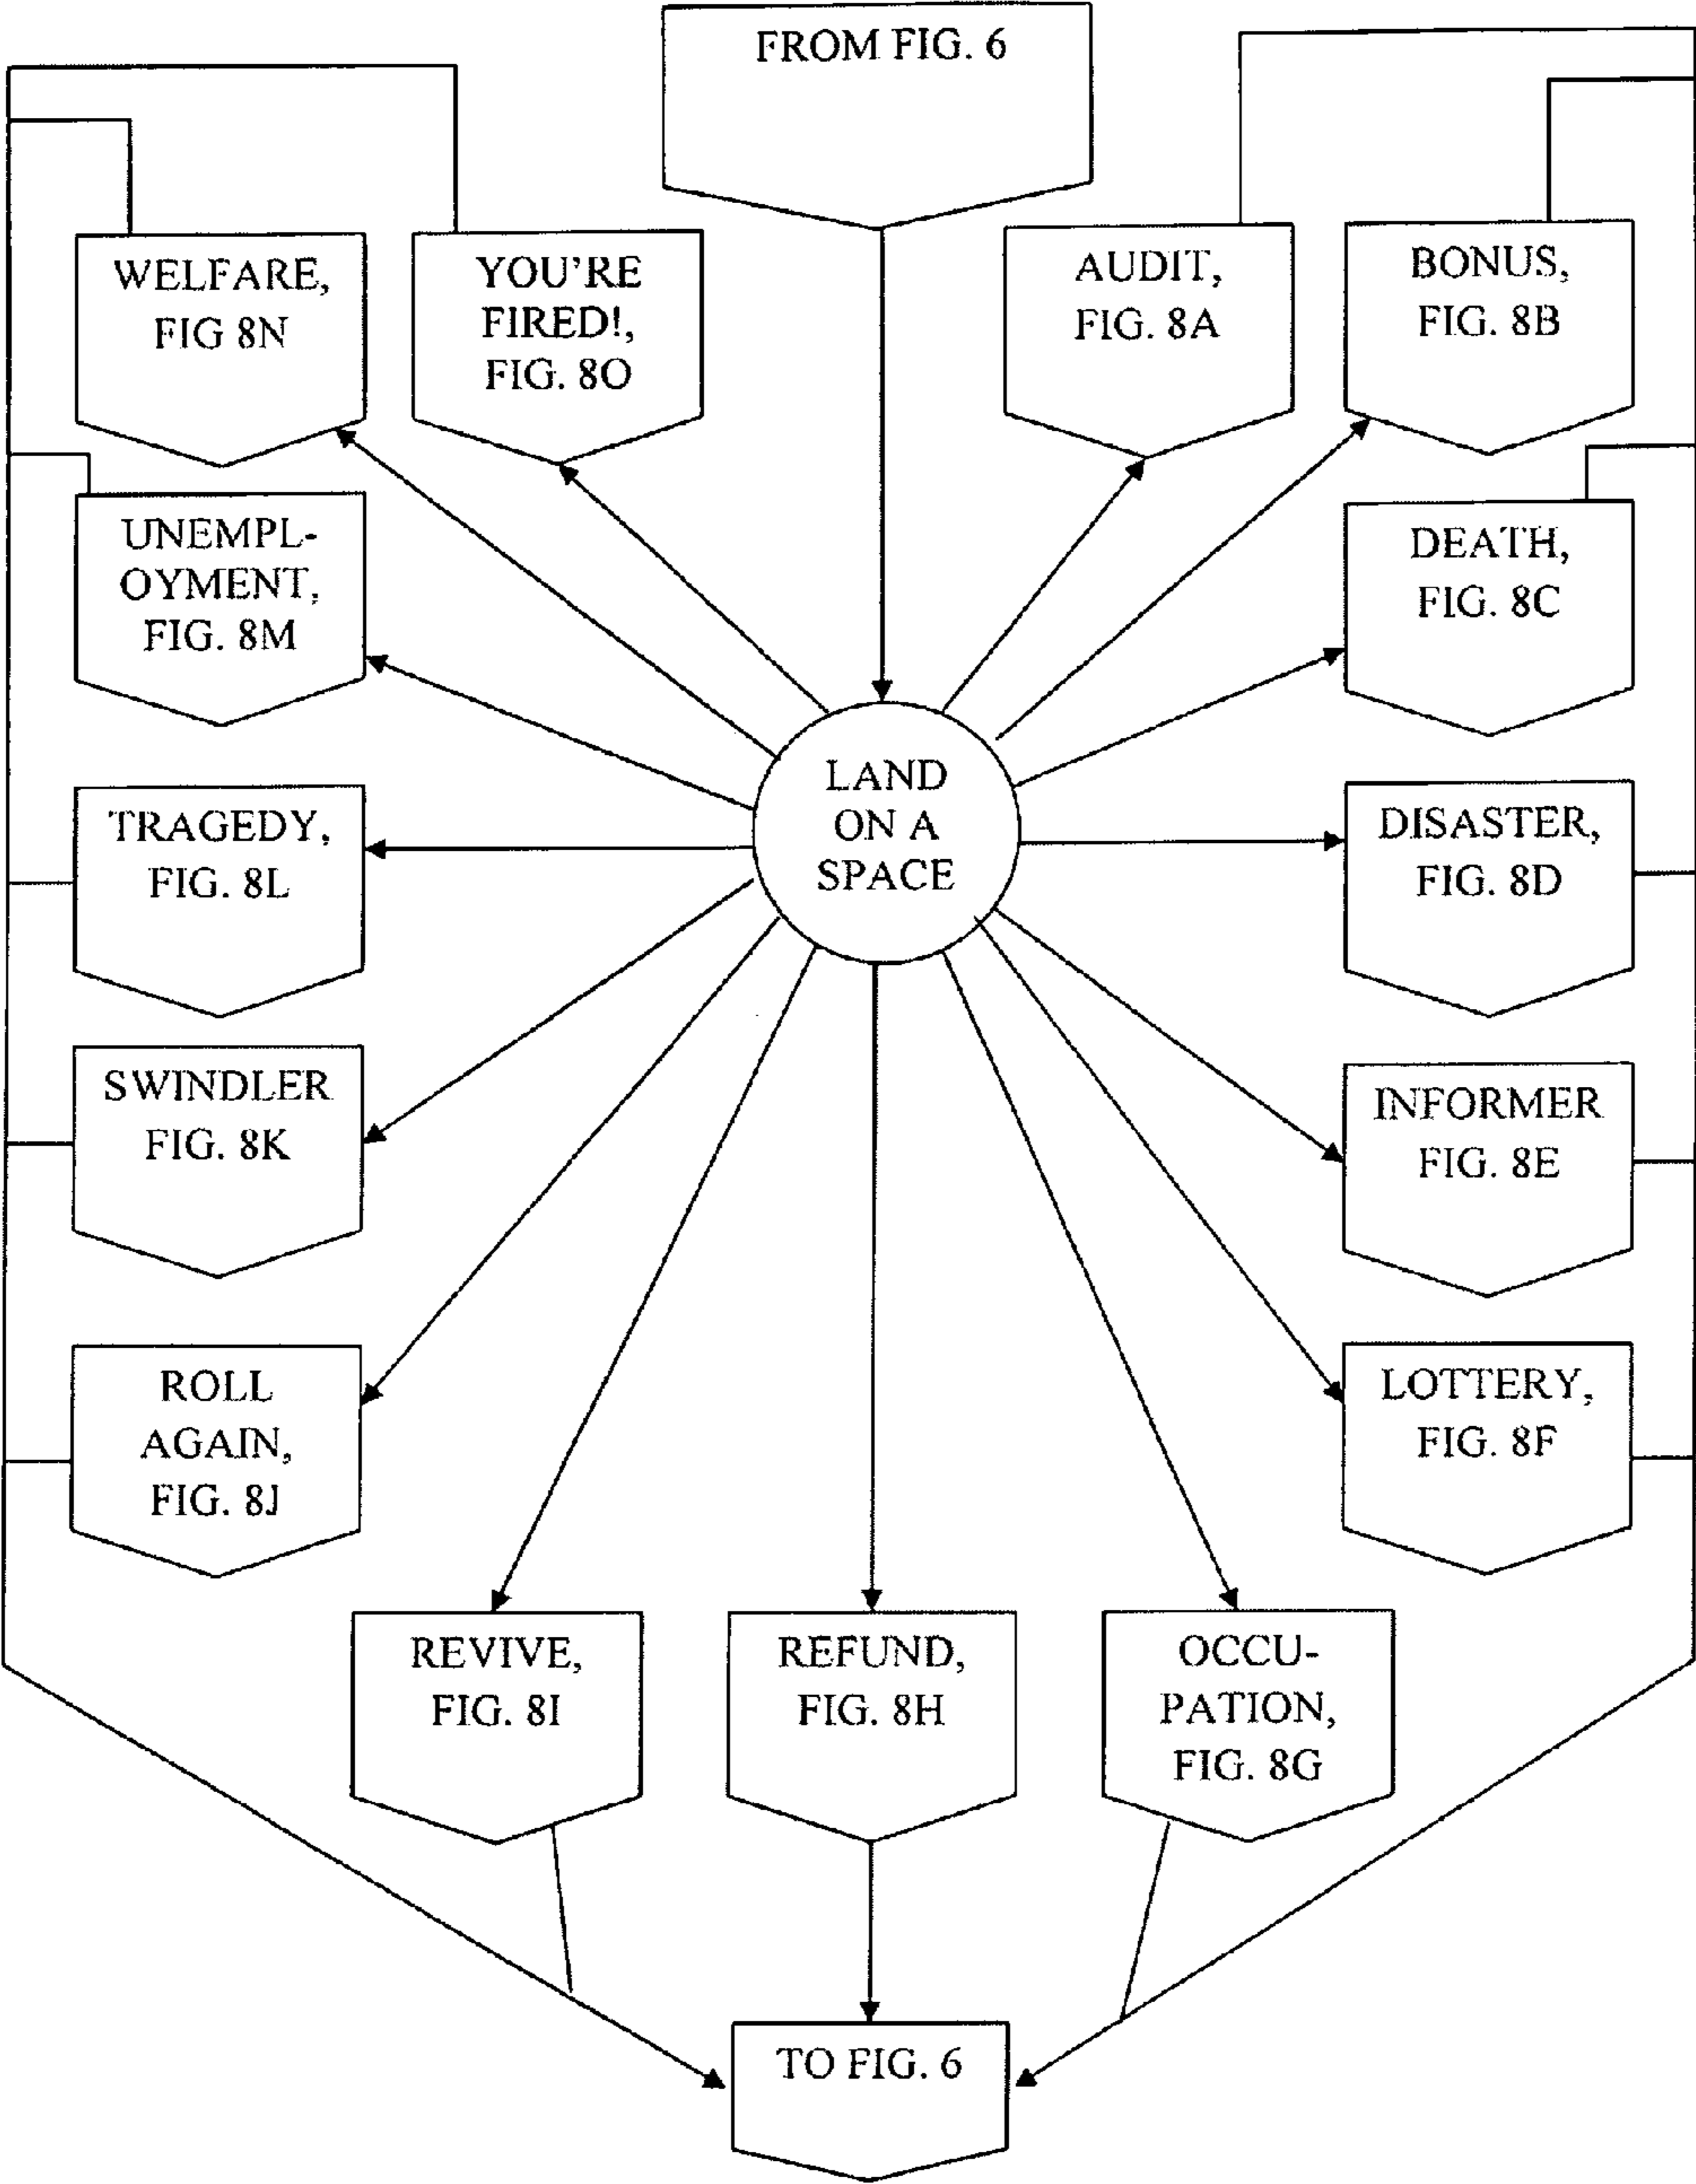 FROM FIG. 6
WELFARE,
FIG 8N
YOU'RE
FIRED!,
FIG. 8O
AUDIT,
FIG. 8A
BONUS,
FIG. 8B
UNEMPL-
OYMENT,
FIG. 8M
DEATH,
FIG. 8C
LAND
ON A
SPACE
TRAGEDY,
FIG. 8L
DISASTER,
FIG. 8D
SWINDLER
FIG. 8K
INFORMER
FIG. 8E
ROLL
AGAIN,
FIG. 8J
LOTTERY,
FIG. 8F
REVIVE,
FIG. 8I
REFUND,
FIG. 8H
OCCU-
PATION,
FIG. 8G
TO FIG. 6